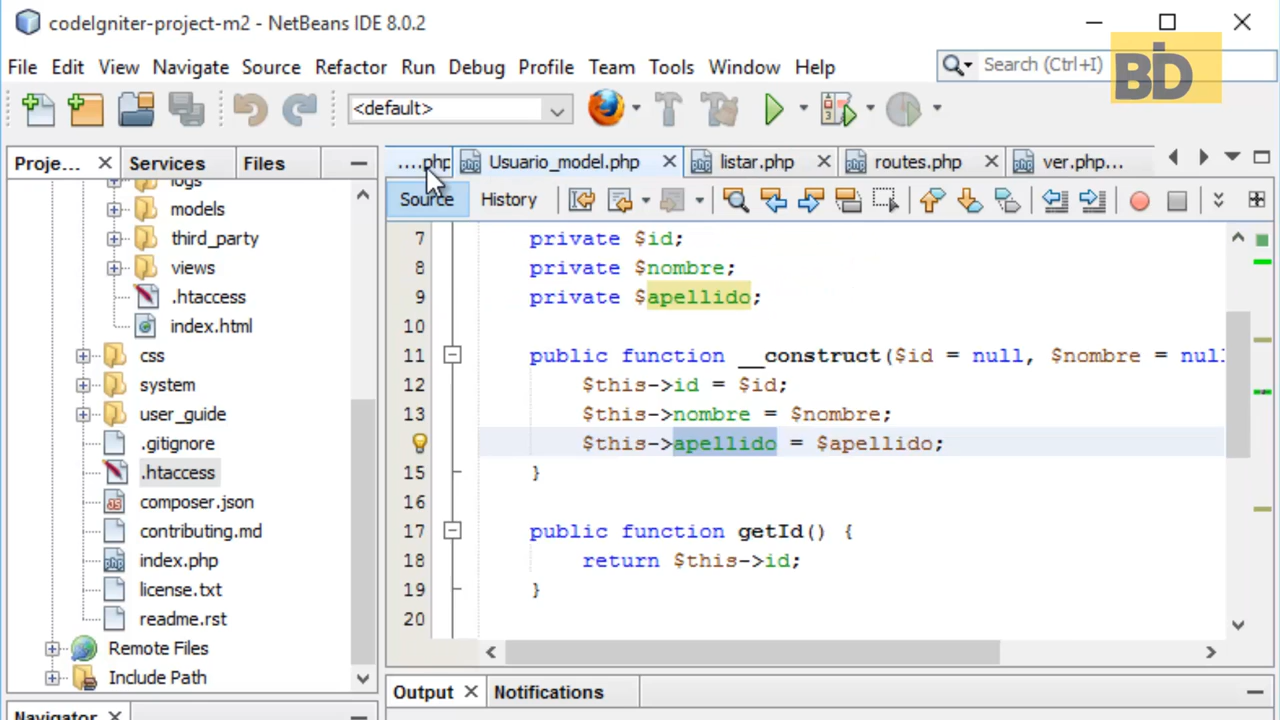 codeIgniter-project-m2 - NetBeans IDE 8.0.2
File Edit View Navigate Source Refactor Run Debug Profile Team Tools Window Help
Search (Ctrl+I)
BD
<default>
Proje... Services Files
....php Usuario_model.php listar.php routes.php ver.php...
Source History
logs
models
third_party
views
.htaccess
index.html
css
system
user_guide
.gitignore
.htaccess
composer.json
contributing.md
index.php
license.txt
readme.rst
Remote Files
Include Path
Navigator
7 private $id;
8 private $nombre;
9 private $apellido;
10
11 public function __construct($id = null, $nombre = null
12 $this->id = $id;
13 $this->nombre = $nombre;
$this->apellido = $apellido;
15 }
16
17 public function getId() {
18 return $this->id;
19 }
20
Output Notifications